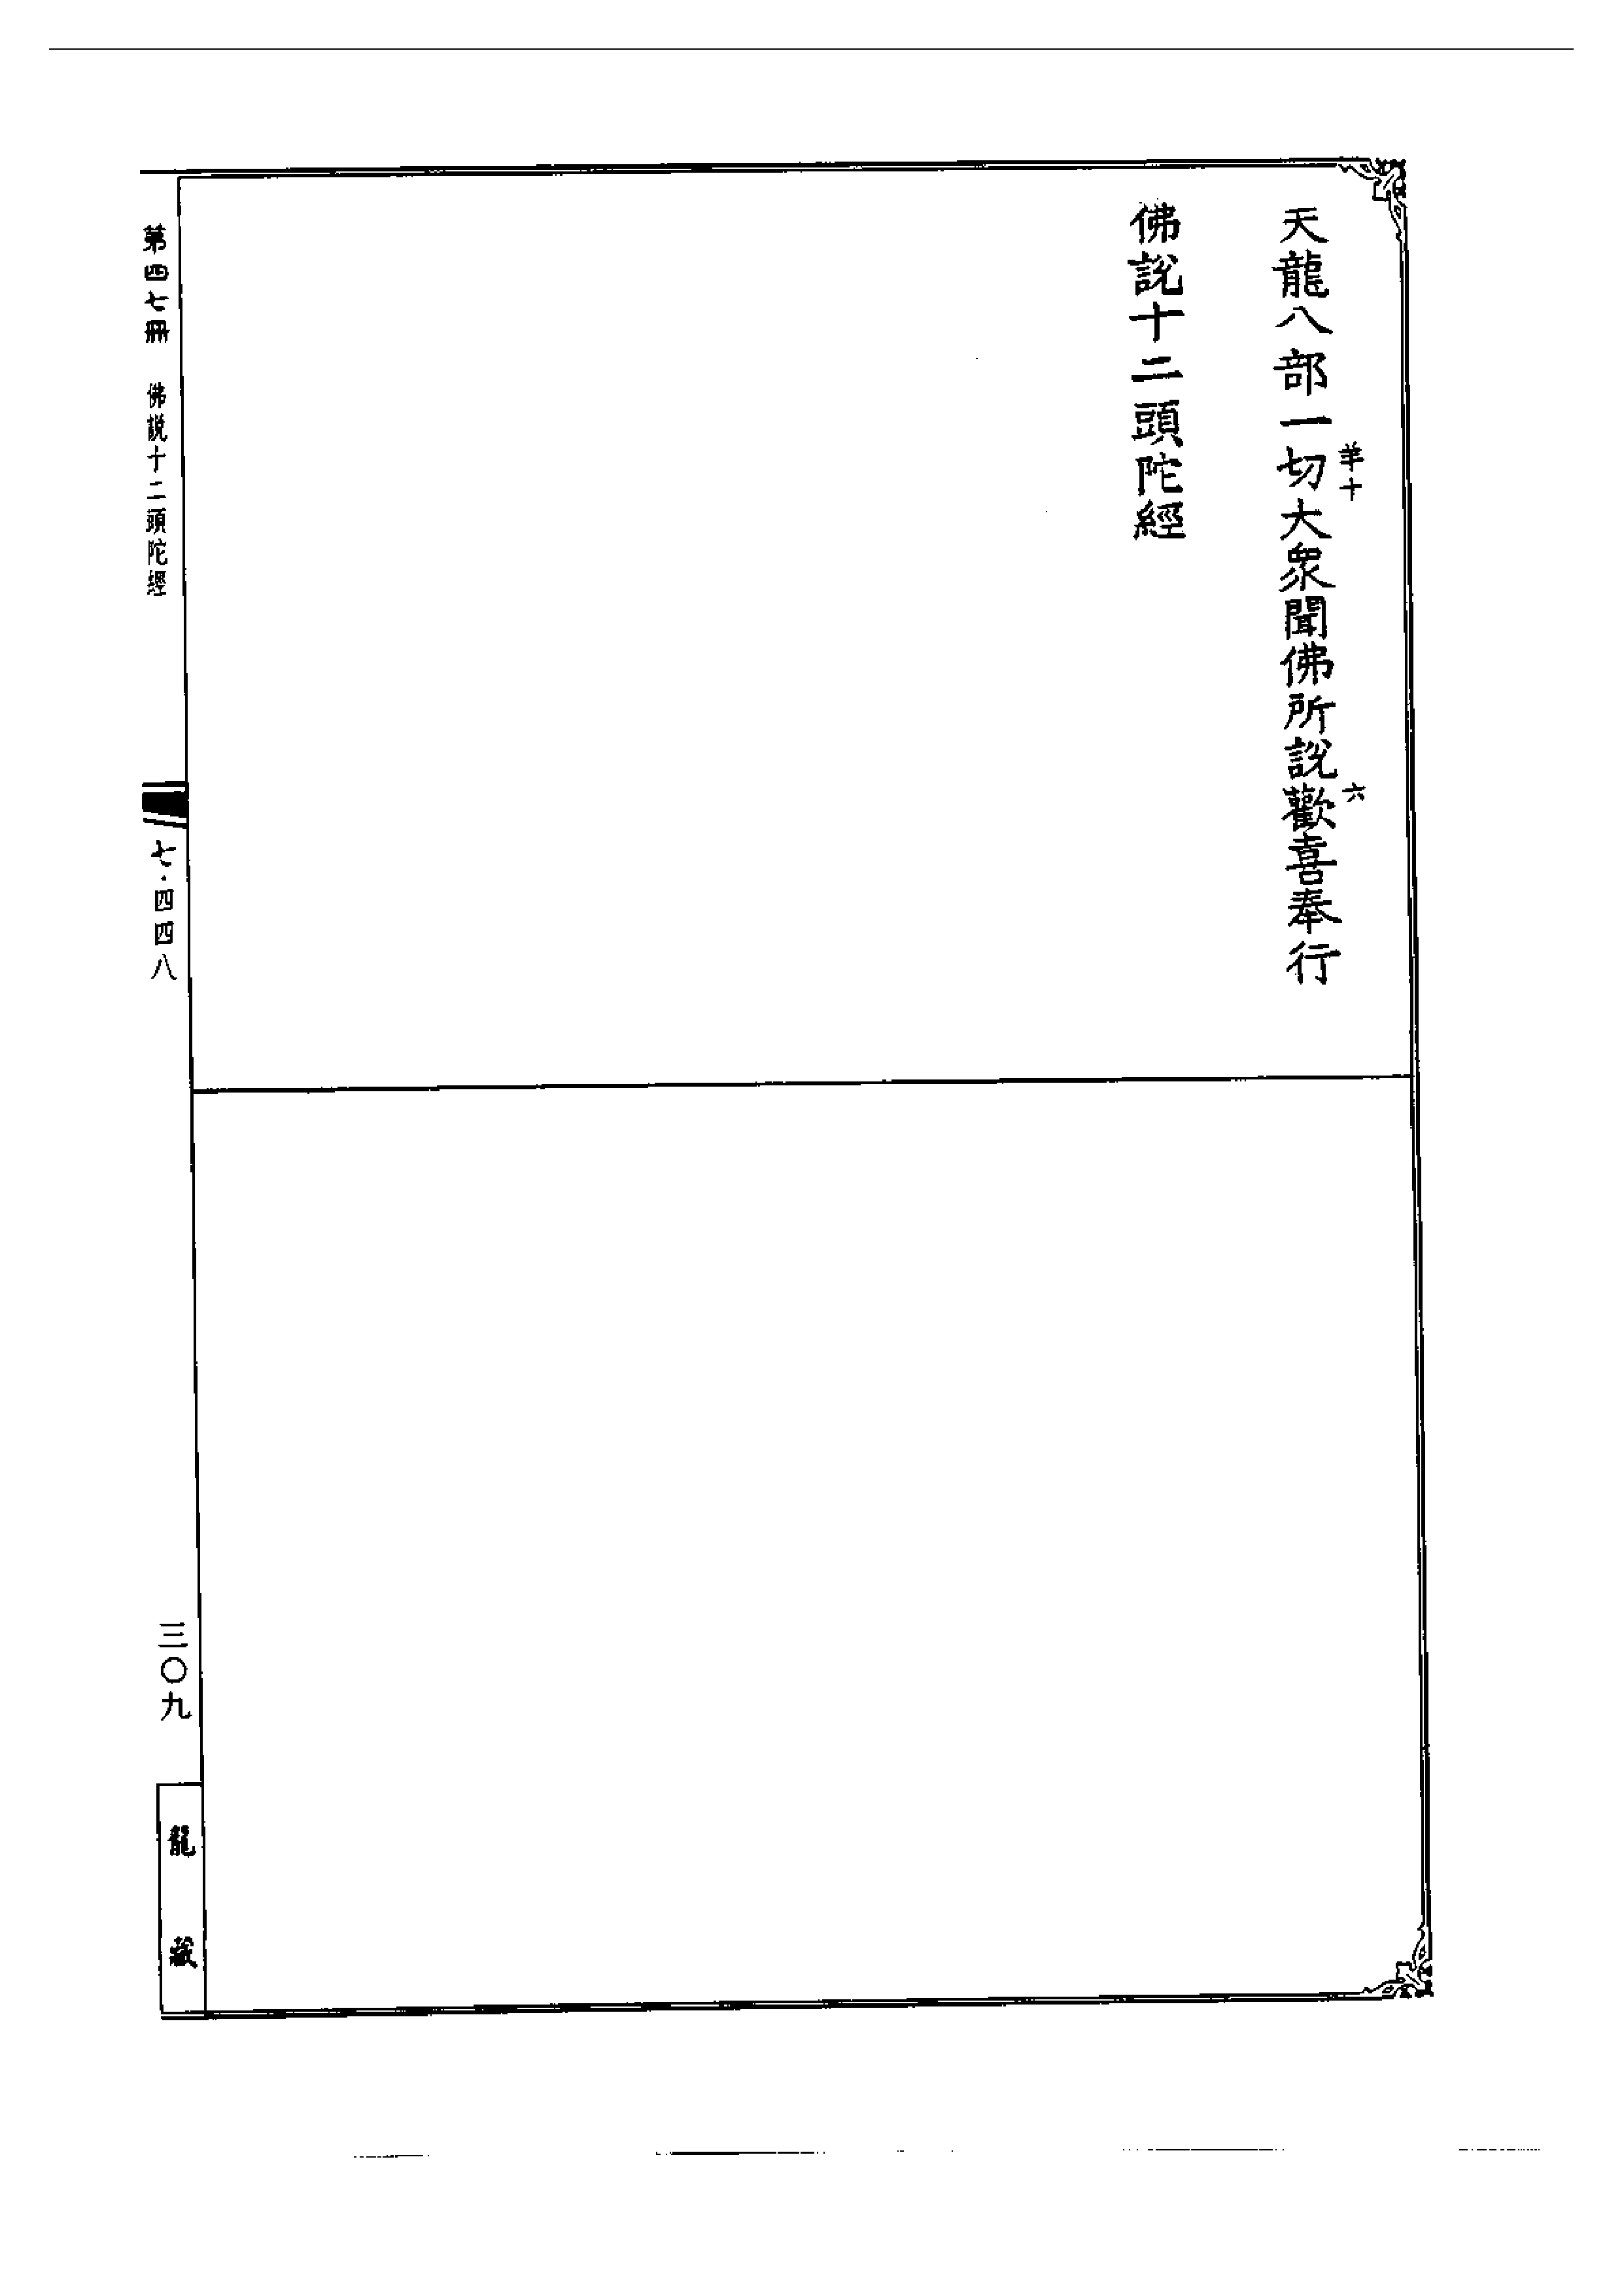 羊十
六
天龍八部一切大衆聞佛所說歡喜奉行
佛說十二頭陀經
第四七冊 佛說十二頭陀經
七·四四八
三〇九
龍藏